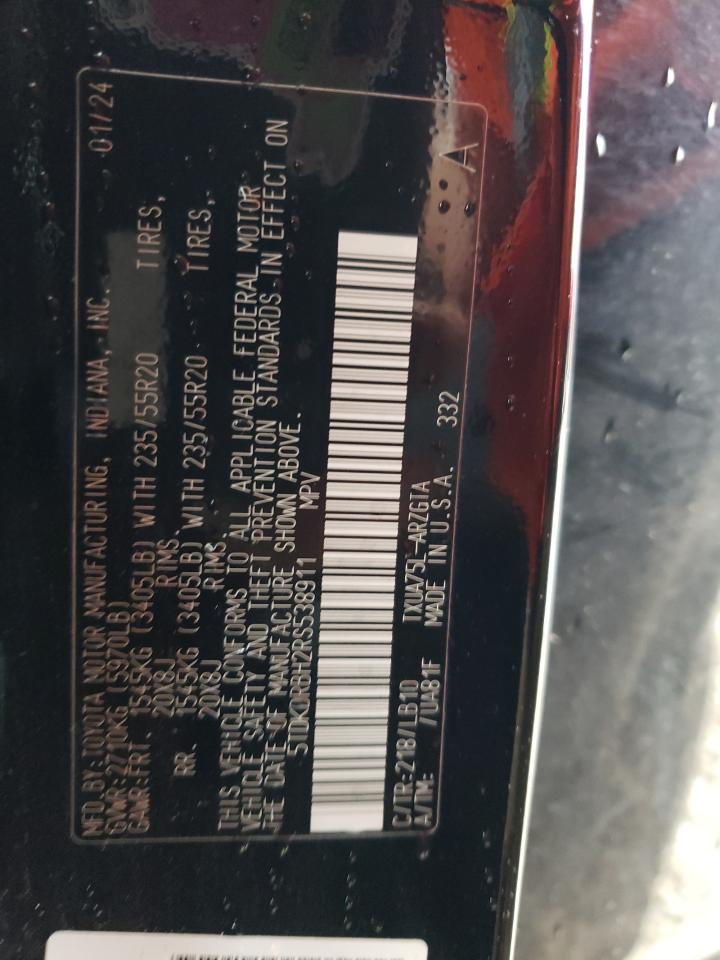 MFD.BY:TOYOTA MOTOR MANUFACTURING, INDIANA, INC. 01/24
GVWR:2710KG (5970LB)
GAWR:FRT. 1545KG (3405LB) WITH 235/55R20 TIRES,
20X8J RIMS
RR. 1545KG (3405LB) WITH 235/55R20 TIRES,
20X8J RIMS
THIS VEHICLE CONFORMS TO ALL APPLICABLE FEDERAL MOTOR
VEHICLE SAFETY AND THEFT PREVENTION STANDARDS IN EFFECT ON
THE DATE OF MANUFACTURE SHOWN ABOVE.
5TDKDRBH2RS538911 MPV
C/TR:218/LB10 TXUA75L-ARZGTA A
A/TM: /UA81F MADE IN U.S.A. 332